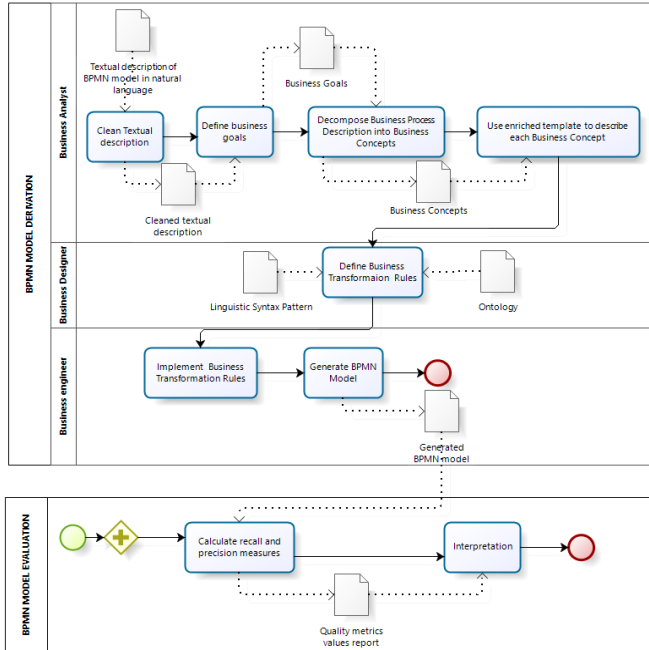 BPMN MODEL DERIVATION
Business Analyst
Textual description of
BPMN model in natural
language
Business Goals
Clean Textual
description
Define business
goals
Decompose Business Process
Description into Business
Concepts
Use enriched template to describe
each Business Concept
Cleaned textual
description
Business Concepts
Business Designer
Define Business
Transformaion Rules
Linguistic Syntax Pattern
Ontology
Business engineer
Implement Business
Transformation Rules
Generate BPMN
Model
Generated
BPMN model
BPMN MODEL EVALUATION
Calculate recall and
precision measures
Interpretation
Quality metrics
values report